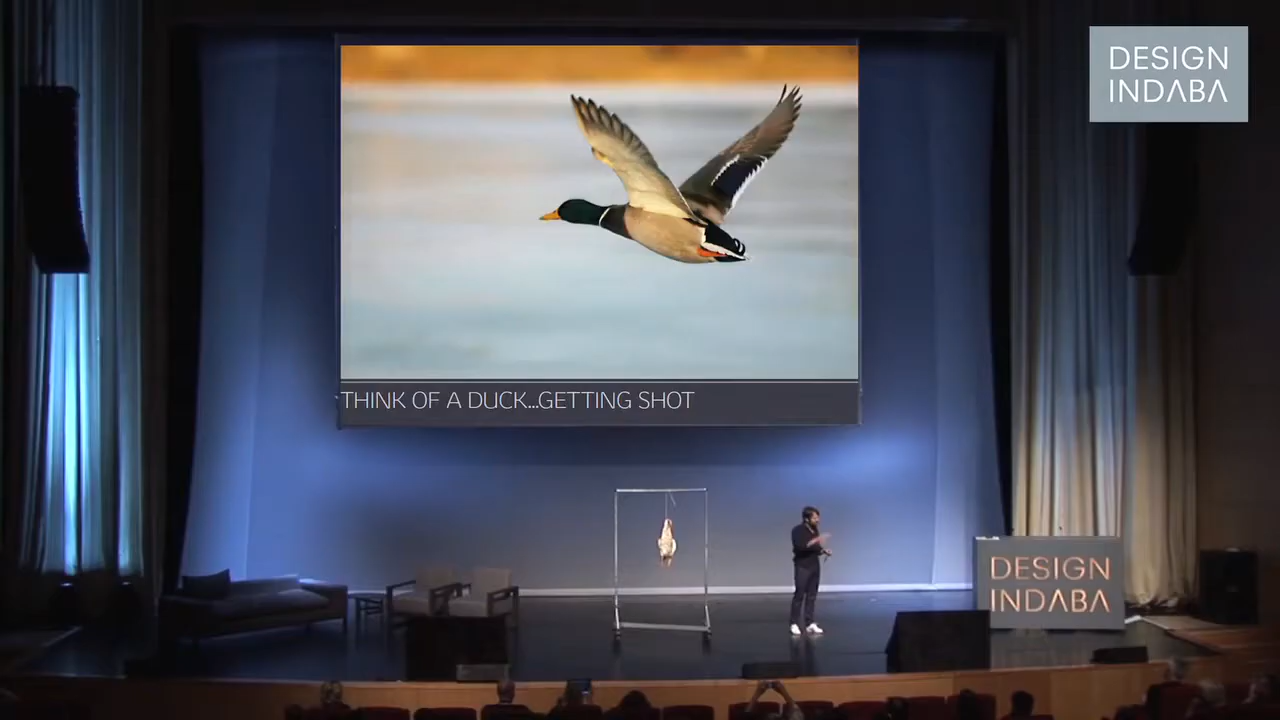 DESIGN
INDABA
THINK OF A DUCK...GETTING SHOT
DESIGN
INDABA